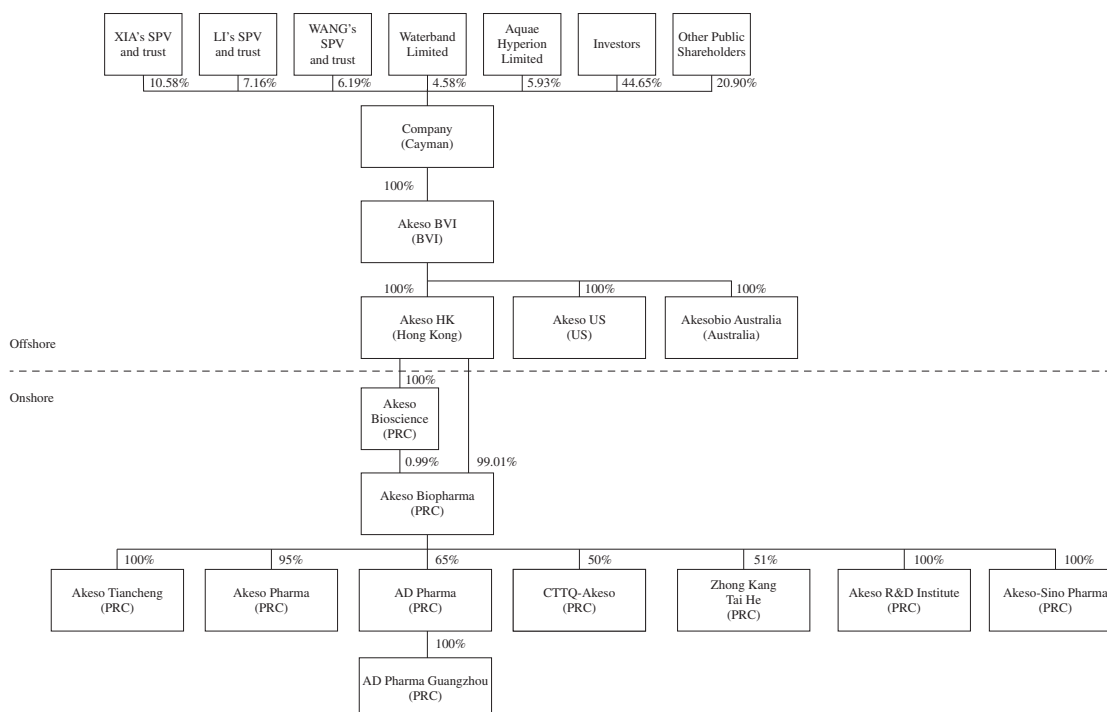 XIA's SPV
and trust
LI's SPV
and trust
WANG's
SPV
and trust
Waterband
Limited
Aquae
Hyperion
Limited
Investors
Other Public
Shareholders
10.58%
7.16%
6.19%
4.58%
5.93%
44.65%
20.90%
Company
(Cayman)
100%
Akeso BVI
(BVI)
100%
100%
100%
Akeso HK
(Hong Kong)
Akeso US
(US)
Akesobio Australia
(Australia)
Offshore
Onshore
100%
Akeso
Bioscience
(PRC)
0.99%
99.01%
Akeso Biopharma
(PRC)
100%
95%
65%
50%
51%
100%
100%
Akeso Tiancheng
(PRC)
Akeso Pharma
(PRC)
AD Pharma
(PRC)
CTTQ-Akeso
(PRC)
Zhong Kang
Tai He
(PRC)
Akeso R&D Institute
(PRC)
Akeso-Sino Pharma
(PRC)
100%
AD Pharma Guangzhou
(PRC)